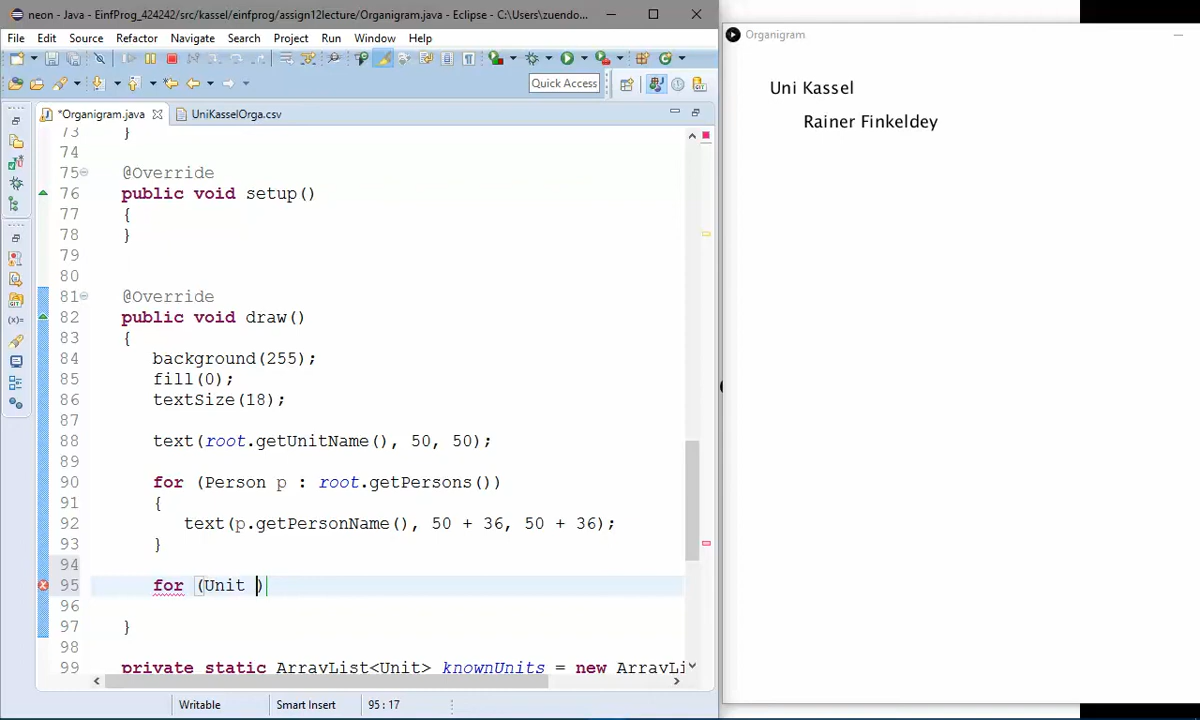 neon - Java - EinfProg_424242/src/kassel/einfprog/assign12lecture/Organigram.java - Eclipse - C:\Users\zuendo...
File Edit Source Refactor Navigate Search Project Run Window Help
Quick Access
*Organigram.java UniKasselOrga.csv
73 }
74
75 @Override
76 public void setup()
77 {
78 }
79
80
81 @Override
82 public void draw()
83 {
84 background(255);
85 fill(0);
86 textSize(18);
87
88 text(root.getUnitName(), 50, 50);
89
90 for (Person p : root.getPersons())
91 {
92 text(p.getPersonName(), 50 + 36, 50 + 36);
93 }
94
95 for (Unit )
96
97 }
98
99 private static ArrayList<Unit> knownUnits = new ArrayLi
Writable Smart Insert 95 : 17
Organigram
Uni Kassel
Rainer Finkeldey